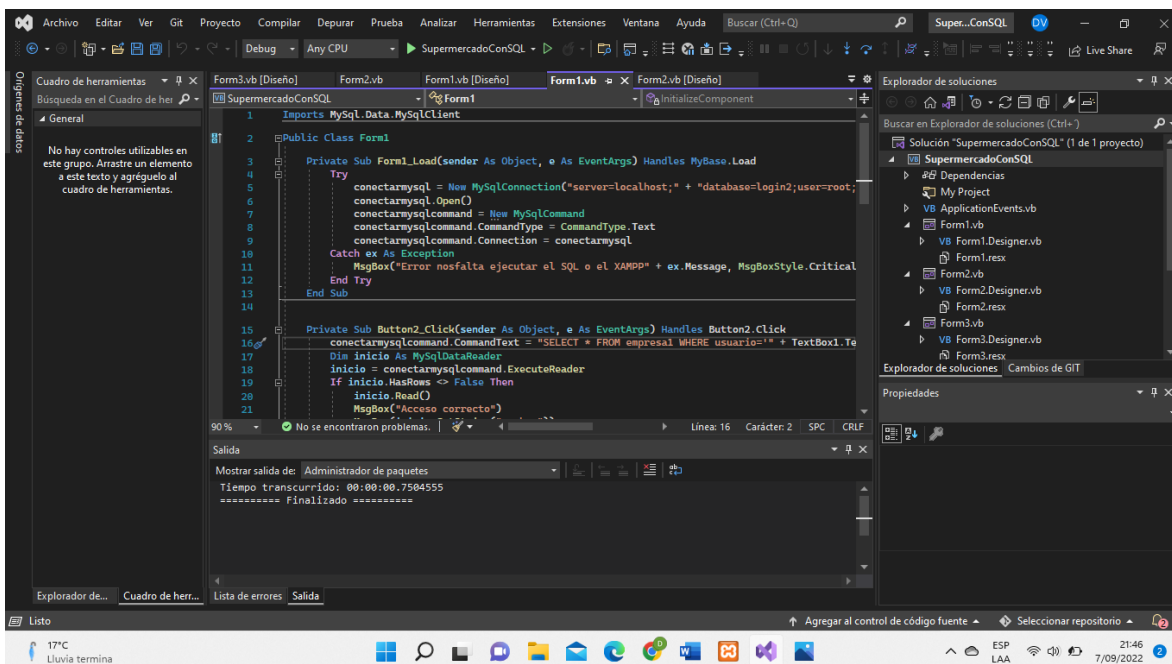 Archivo Editar Ver Git Proyecto Compilar Depurar Prueba Analizar Herramientas Extensiones Ventana Ayuda Buscar (Ctrl+Q) Super...ConSQL DV
Debug Any CPU SupermercadoConSQL Live Share
Orígenes de datos
Cuadro de herramientas
Búsqueda en el Cuadro de her
General
No hay controles utilizables en
este grupo. Arrastre un elemento
a este texto y agréguelo al
cuadro de herramientas.
Explorador de... Cuadro de herr...
Form3.vb [Diseño] Form2.vb Form1.vb [Diseño] Form1.vb Form2.vb [Diseño]
SupermercadoConSQL Form1 InitializeComponent
1 Imports MySql.Data.MySqlClient
2 Public Class Form1
3 Private Sub Form1_Load(sender As Object, e As EventArgs) Handles MyBase.Load
4 Try
5 conectarmysql = New MySqlConnection("server=localhost;" + "database=login2;user=root;
6 conectarmysql.Open()
7 conectarmysqlcommand = New MySqlCommand
8 conectarmysqlcommand.CommandType = CommandType.Text
9 conectarmysqlcommand.Connection = conectarmysql
10 Catch ex As Exception
11 MsgBox("Error nosfalta ejecutar el SQL o el XAMPP" + ex.Message, MsgBoxStyle.Critical
12 End Try
13 End Sub
14
15 Private Sub Button2_Click(sender As Object, e As EventArgs) Handles Button2.Click
16 conectarmysqlcommand.CommandText = "SELECT * FROM empresa1 WHERE usuario='" + TextBox1.Te
17 Dim inicio As MySqlDataReader
18 inicio = conectarmysqlcommand.ExecuteReader
19 If inicio.HasRows <> False Then
20 inicio.Read()
21 MsgBox("Acceso correcto")
90 % No se encontraron problemas. Línea: 16 Carácter: 2 SPC CRLF
Salida
Mostrar salida de: Administrador de paquetes
Tiempo transcurrido: 00:00:00.7504555
========== Finalizado ==========
Lista de errores Salida
Explorador de soluciones
Buscar en Explorador de soluciones (Ctrl+´)
Solución "SupermercadoConSQL" (1 de 1 proyecto)
SupermercadoConSQL
Dependencias
My Project
ApplicationEvents.vb
Form1.vb
Form1.Designer.vb
Form1.resx
Form2.vb
Form2.Designer.vb
Form2.resx
Form3.vb
Form3.Designer.vb
Form3.resx
Explorador de soluciones Cambios de GIT
Propiedades
Listo Agregar al control de código fuente Seleccionar repositorio 2
17°C
Lluvia termina
ESP
LAA
21:46
7/09/2022
2